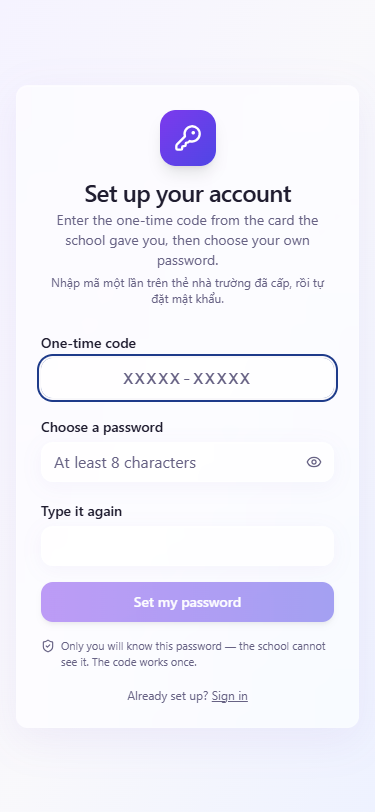 Set up your account
Enter the one-time code from the card the
school gave you, then choose your own
password.
Nhập mã một lần trên thẻ nhà trường đã cấp, rồi tự
đặt mật khẩu.
One-time code
XXXXX-XXXXX
Choose a password
At least 8 characters
Type it again
Set my password
Only you will know this password — the school cannot
see it. The code works once.
Already set up? Sign in